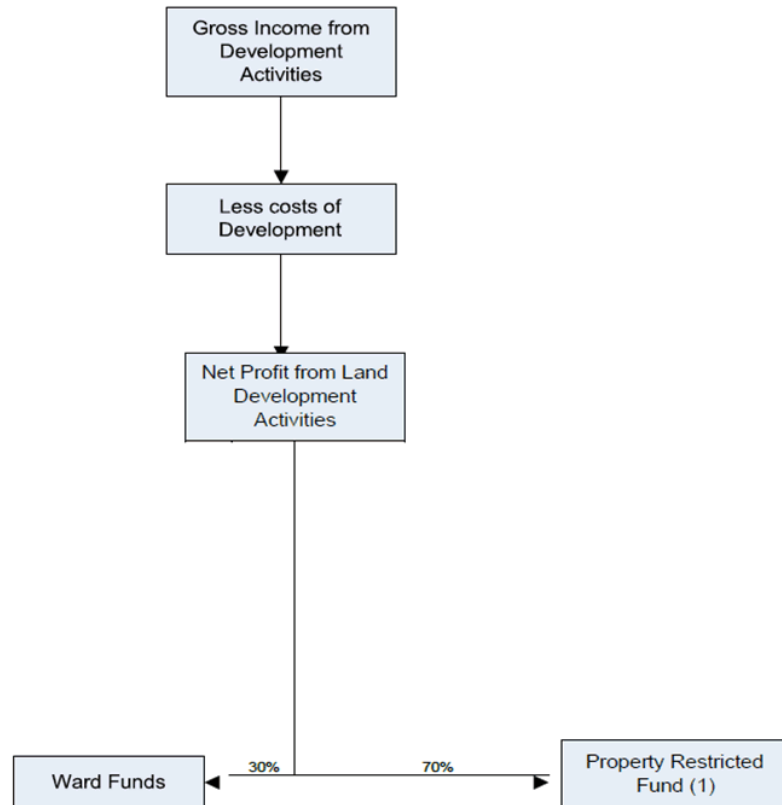 Gross Income from
Development
Activities
Less costs of
Development
Net Profit from Land
Development
Activities
30%
70%
Ward Funds
Property Restricted
Fund (1)